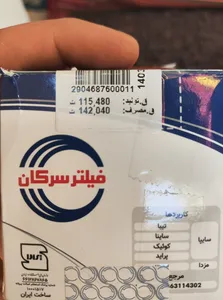 1403
2904687600011
ق.تولید: 115,480 ت
ق.مصرف: 142,040 ت
فیلتر سرکان
کاربردها
سایپا
تیبا
ساینا
کوئیک
پراید
مزدا
مرجع
63114302
ساخت ایران